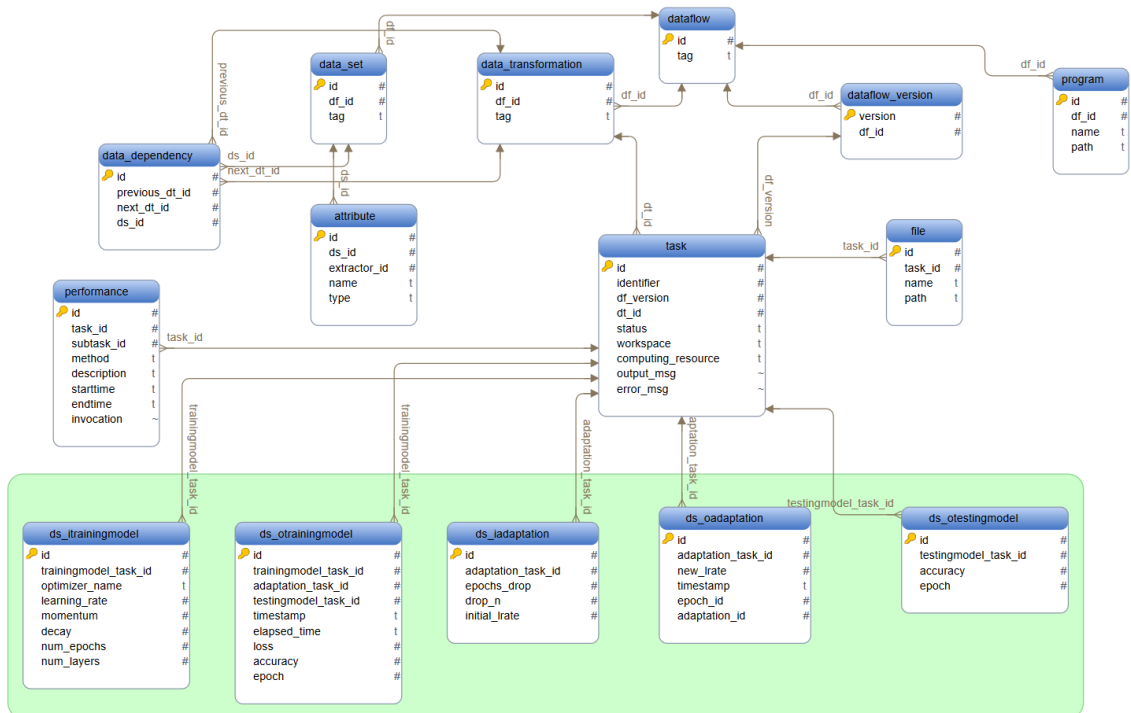 dataflow
id #
tag t
df_id
data_set
id #
df_id #
tag t
data_transformation
id #
df_id #
tag t
df_id
df_id
dataflow_version
version #
df_id #
df_id
program
id #
df_id #
name t
path t
previous_dt_id
data_dependency
id #
previous_dt_id #
next_dt_id #
ds_id #
ds_id
next_dt_id
ds_id
attribute
id #
ds_id #
extractor_id #
name t
type t
dt_id
df_version
task
id #
identifier #
df_version #
dt_id #
status t
workspace t
computing_resource t
output_msg ~
error_msg ~
task_id
file
id #
task_id #
name t
path t
performance
id #
task_id #
subtask_id #
method t
description t
starttime t
endtime t
invocation ~
task_id
trainingmodel_task_id
trainingmodel_task_id
adaptation_task_id
aptation_task_id
testingmodel_task_id
ds_itrainingmodel
id #
trainingmodel_task_id #
optimizer_name t
learning_rate #
momentum #
decay #
num_epochs #
num_layers #
ds_otrainingmodel
id #
trainingmodel_task_id #
adaptation_task_id #
testingmodel_task_id #
timestamp t
elapsed_time t
loss #
accuracy #
epoch #
ds_iadaptation
id #
adaptation_task_id #
epochs_drop #
drop_n #
initial_lrate #
ds_oadaptation
id #
adaptation_task_id #
new_lrate #
timestamp t
epoch_id #
adaptation_id #
ds_otestingmodel
id #
testingmodel_task_id #
accuracy #
epoch #